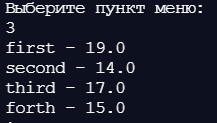 Выберите пункт меню:
3
first - 19.0
second - 14.0
third - 17.0
forth - 15.0